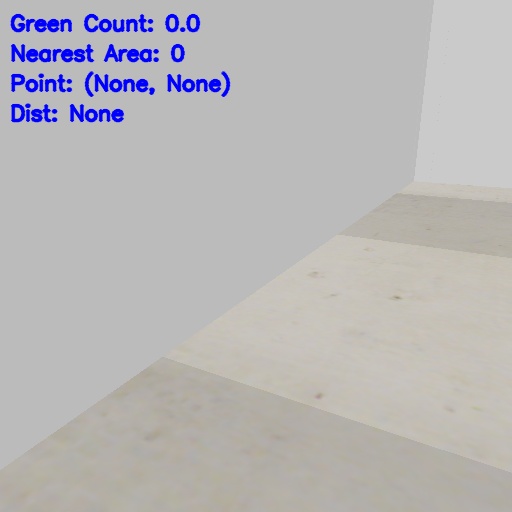 Green Count: 0.0
Nearest Area: 0
Point: (None, None)
Dist: None